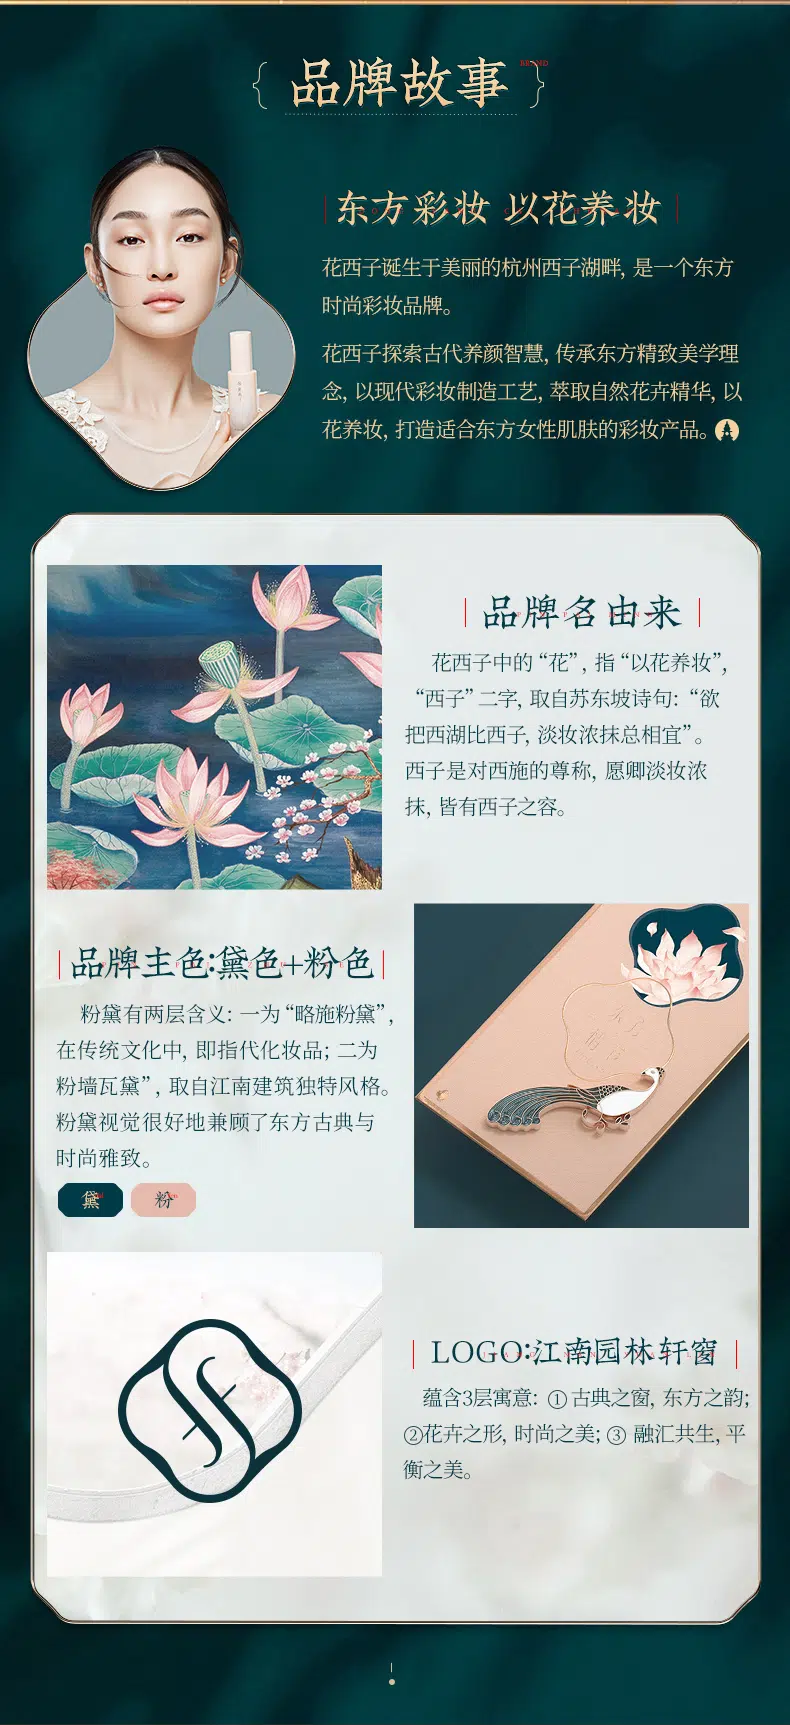 品牌故事
BRAND
东方彩妆 以花养妆
花西子诞生于美丽的杭州西子湖畔, 是一个东方
时尚彩妆品牌。
花西子探索古代养颜智慧, 传承东方精致美学理
念, 以现代彩妆制造工艺, 萃取自然花卉精华, 以
花养妆, 打造适合东方女性肌肤的彩妆产品。
品牌名由来
花西子中的“花”, 指“以花养妆”,
“西子”二字, 取自苏东坡诗句: “欲
把西湖比西子, 淡妆浓抹总相宜”。
西子是对西施的尊称, 愿卿淡妆浓
抹, 皆有西子之容。
品牌主色:黛色+粉色
粉黛有两层含义: 一为“略施粉黛”,
在传统文化中, 即指代化妆品; 二为
粉墙瓦黛”, 取自江南建筑独特风格。
粉黛视觉很好地兼顾了东方古典与
时尚雅致。
黛
粉
LOGO:江南园林轩窗
蕴含3层寓意: ①古典之窗, 东方之韵;
②花卉之形, 时尚之美; ③ 融汇共生, 平
衡之美。